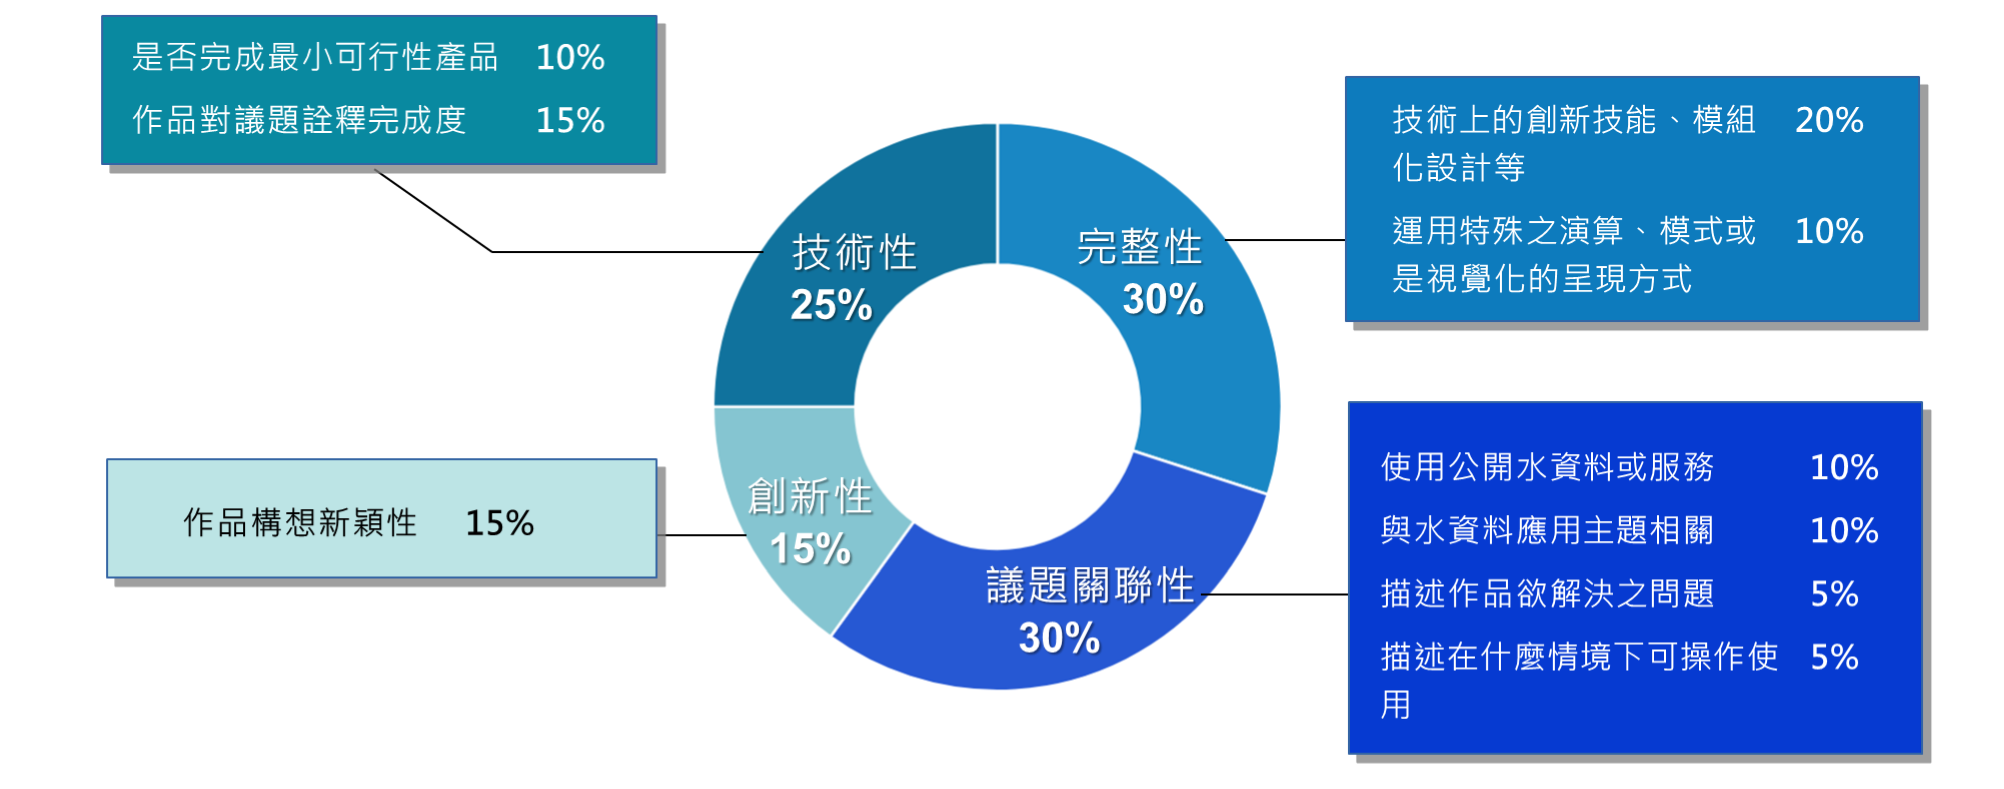 是否完成最小可行性產品 10%
作品對議題詮釋完成度 15%
技術上的創新技能、模組 20%
化設計等
運用特殊之演算、模式或 10%
是視覺化的呈現方式
技術性
25%
完整性
30%
創新性
15%
議題關聯性
30%
作品構想新穎性 15%
使用公開水資料或服務 10%
與水資料應用主題相關 10%
描述作品欲解決之問題 5%
描述在什麼情境下可操作使 5%
用